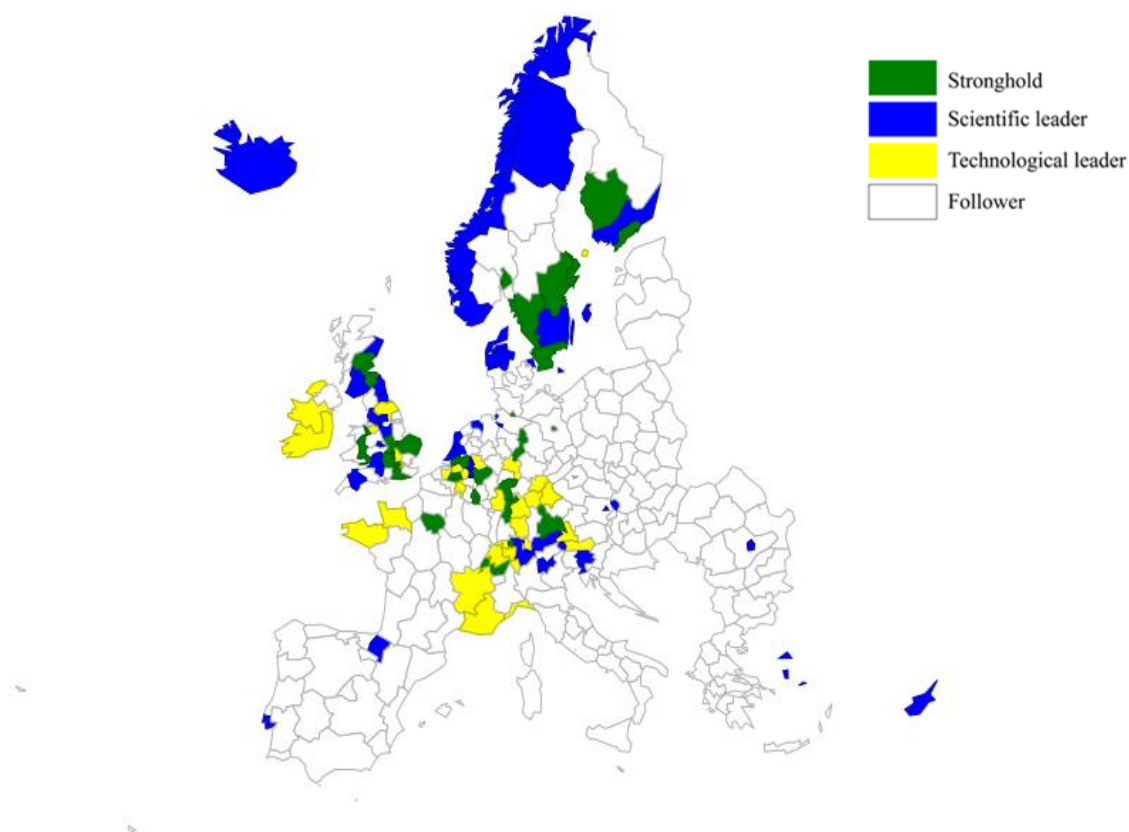 Stronghold
Scientific leader
Technological leader
Follower